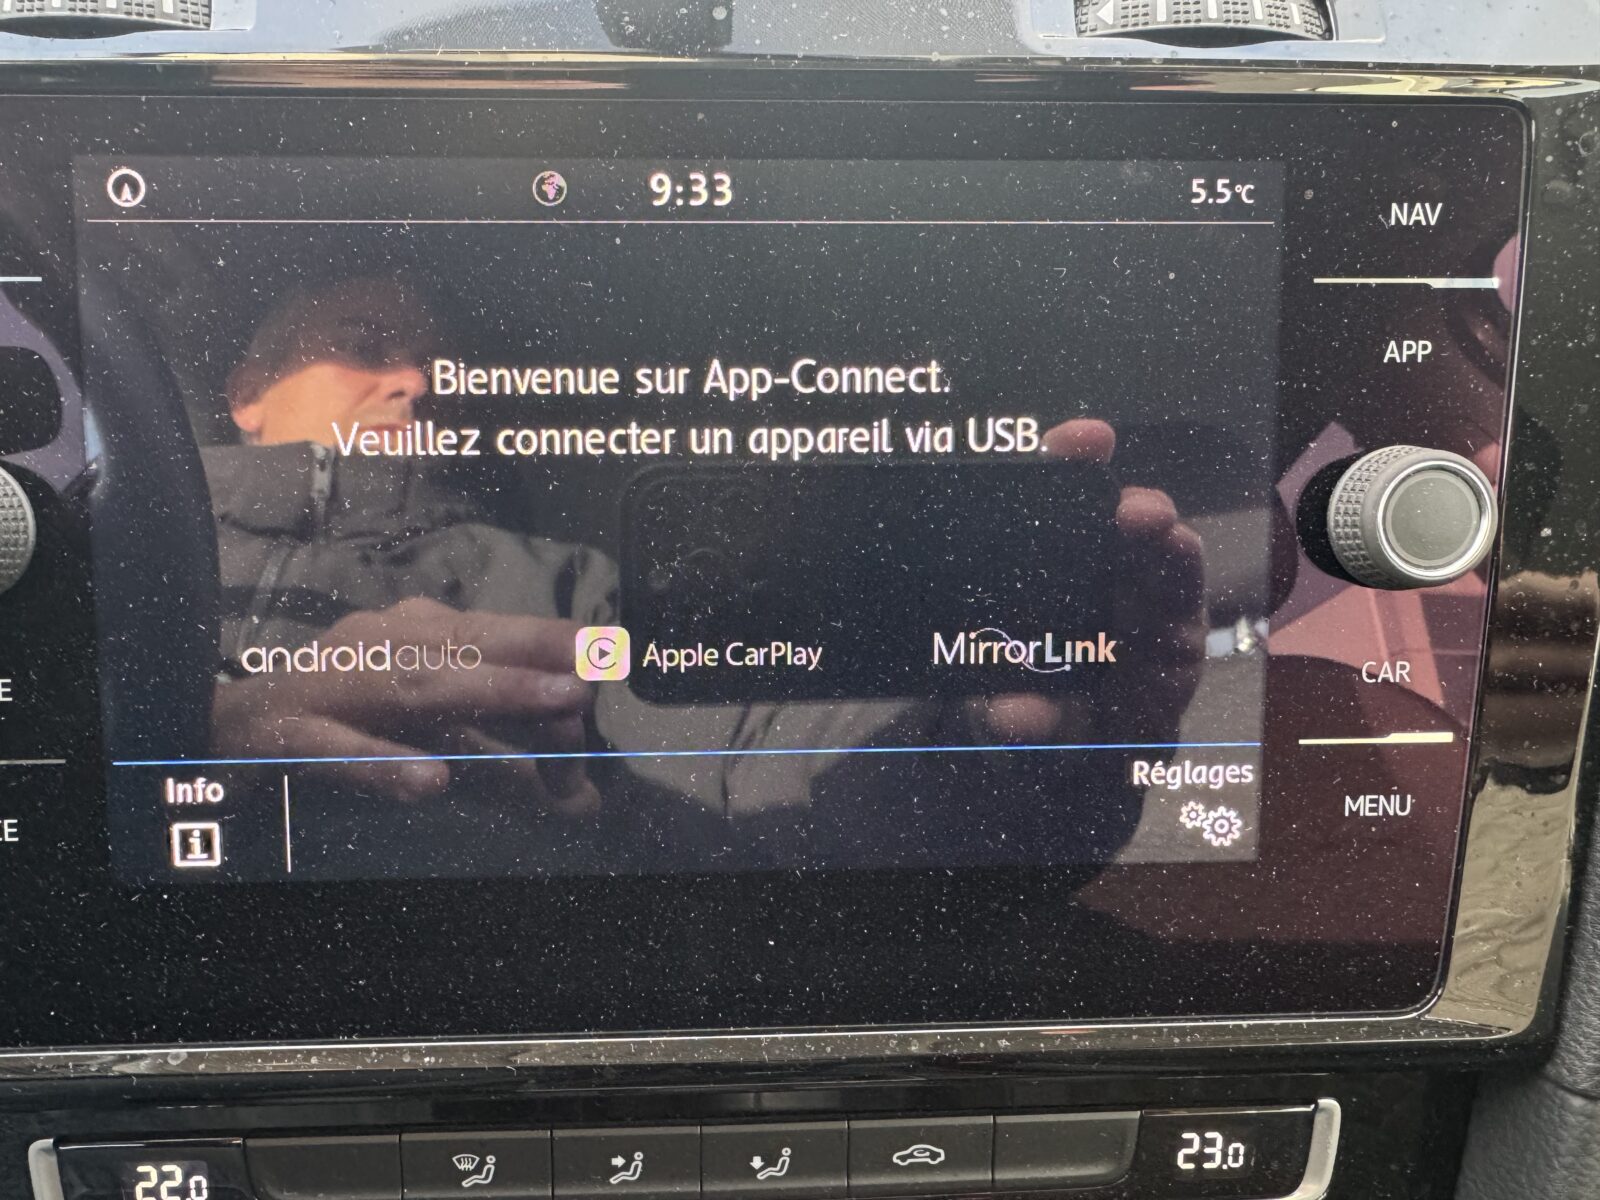 9:33
5.5°C
NAV
APP
Bienvenue sur App-Connect.
Veuillez connecter un appareil via USB.
androidauto
Apple CarPlay
MirrorLink
CAR
E
Info
Réglages
MENU
CE
22.0
23.0